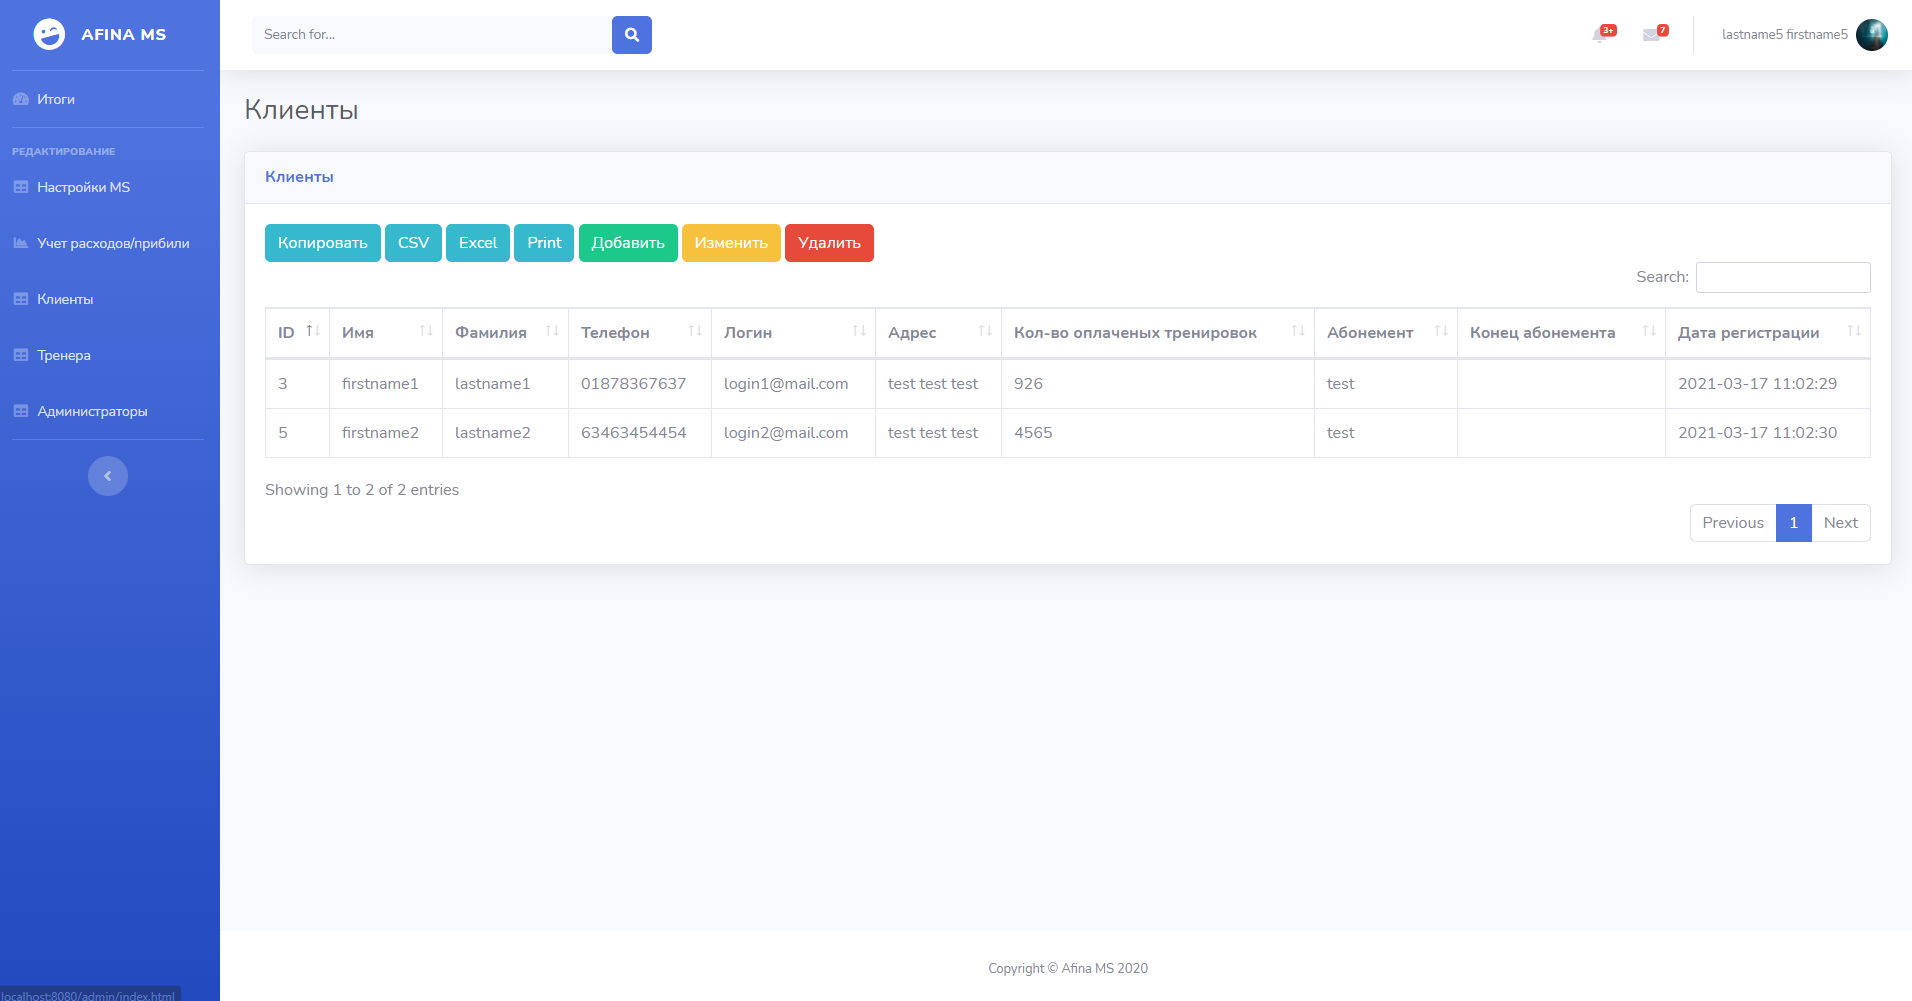 AFINA MS
Search for...
3+
7
lastname5 firstname5
Итоги
РЕДАКТИРОВАНИЕ
Настройки MS
Учет расходов/прибили
Клиенты
Тренера
Администраторы
Клиенты
Клиенты
Копировать CSV Excel Print Добавить Изменить Удалить
Search:
ID Имя Фамилия Телефон Логин Адрес Кол-во оплаченых тренировок Абонемент Конец абонемента Дата регистрации
3 firstname1 lastname1 01878367637 login1@mail.com test test test 926 test 2021-03-17 11:02:29
5 firstname2 lastname2 63463454454 login2@mail.com test test test 4565 test 2021-03-17 11:02:30
Showing 1 to 2 of 2 entries
Previous 1 Next
Copyright © Afina MS 2020
localhost:8080/admin/index.html